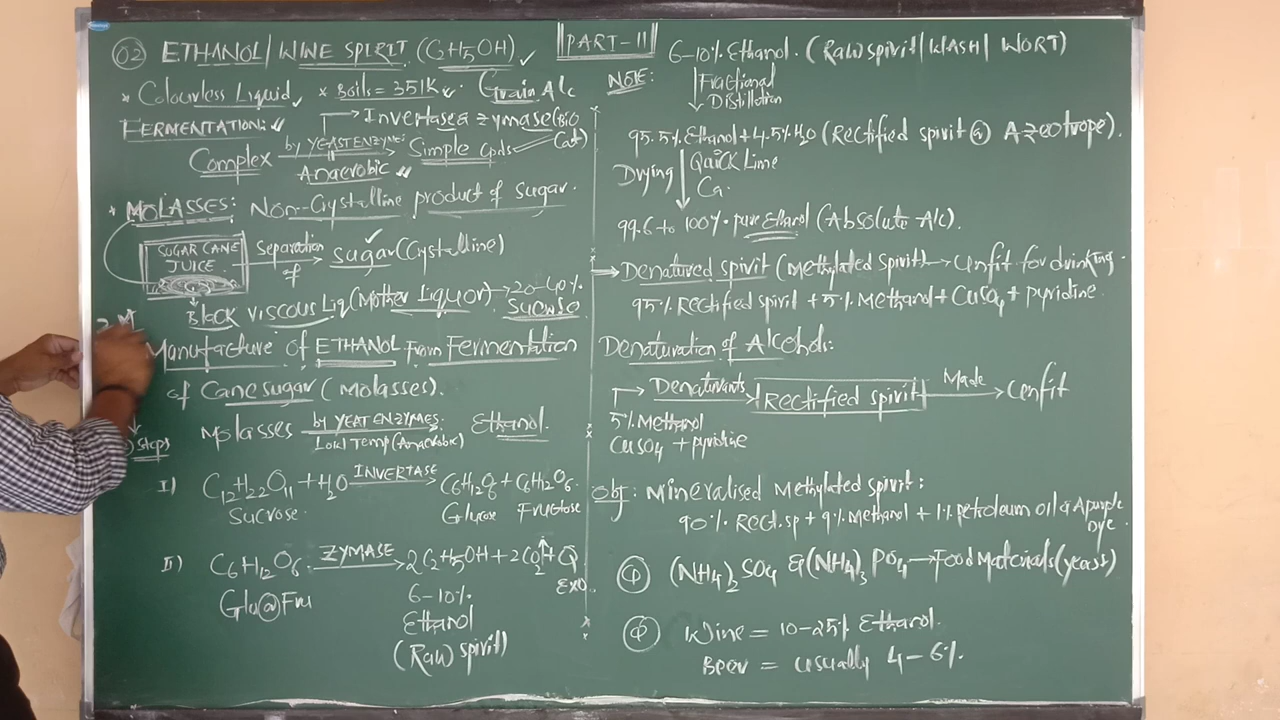 02 ETHANOL/WINE SPIRIT (C2H5OH)
* Colourless Liquid * Boils = 351K. Grain Alc
FERMENTATION:
Invertase & zymase (Bio Cat)
Complex by YEAST ENZYME: Anaerobic Simple Cpds
* MOLASSES: Non-Crystalline product of sugar.
SUGAR CANE JUICE Separation of sugar (Crystalline)
Black viscous Liq (Mother Liquor) → 20-40% Sucrose
Manufacture of ETHANOL From Fermentation
of Cane sugar (Molasses).
Steps
Molasses by YEAT ENZYMES: Low Temp (Anaerobic) Ethanol.
I) C12H22O11 + H2O INVERTASE C6H12O6 + C6H12O6.
Sucrose. Glucose Fructose
II) C6H12O6 ZYMASE 2C2H5OH + 2CO2↑ + Q
Glu @ Fru Exo.
6-10%
Ethanol
(Raw) spirit)
PART-II
NOTE:
6-10% Ethanol. (Raw spirit / WASH / WORT)
Fractional
Distillation
95.5% Ethanol + 4.5% H2O (Rectified spirit @ Azeotrope).
Drying Quick Lime
Ca.
99.6 to 100% pure Ethanol (Absolute Alc).
→ Denatured spirit (Methylated Spirit) → Unfit for drinking.
95% Rectified spirit + 5% Methanol + CuSO4 + pyridine.
Denaturation of Alcohols:
Denaturants Rectified spirit Made Unfit
5% Methanol
CuSO4 + pyridine
Obj: Mineralised Methylated spirit:
90% Rect.sp + 9% Methanol + 1% petroleum oil & A purple
Dye.
(NH4)2SO4 & (NH4)3PO4 → Food Materials (yeast)
Wine = 10-25% Ethanol.
Beer = usually 4-6%.